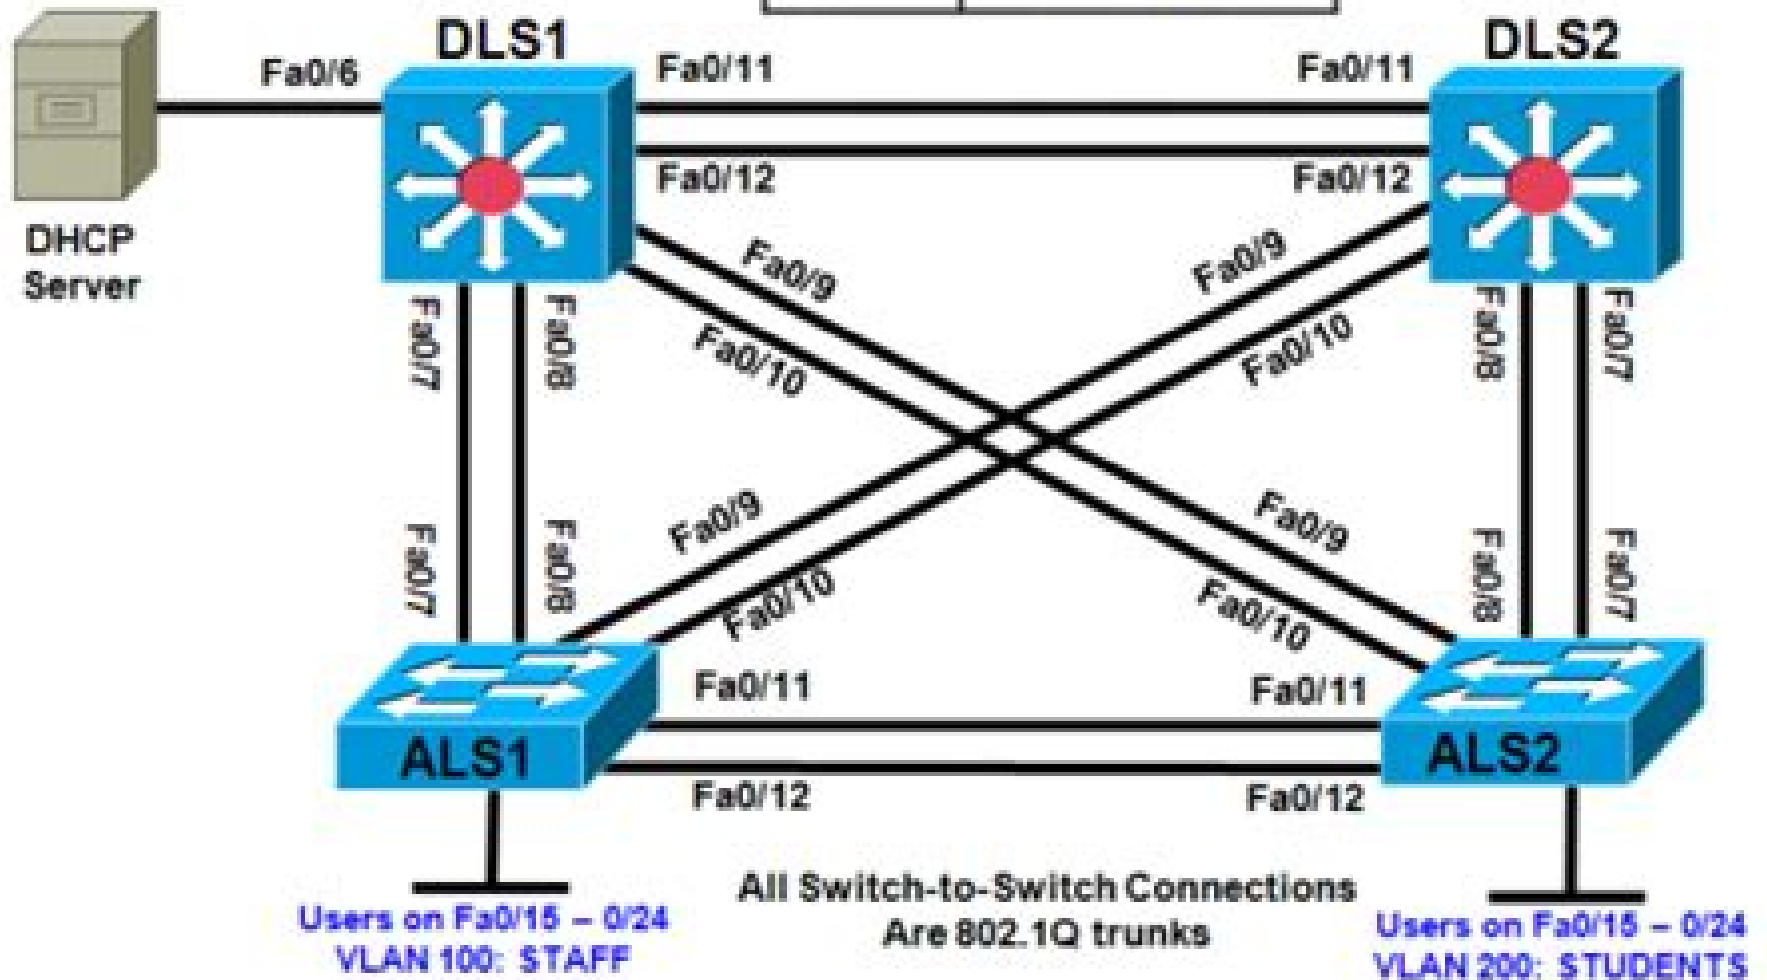 DLS1
DLS2
Fa0/6
Fa0/11
Fa0/11
Fa0/12
Fa0/12
DHCP
Server
Fa0/9
Fa0/9
Fa0/7
Fa0/8
Fa0/10
Fa0/10
Fa0/8
Fa0/7
Fa0/9
Fa0/9
Fa0/7
Fa0/8
Fa0/10
Fa0/10
Fa0/8
Fa0/7
Fa0/11
Fa0/11
ALS1
ALS2
Fa0/12
Fa0/12
All Switch-to-Switch Connections
Are 802.1Q trunks
Users on Fa0/15 – 0/24
VLAN 100: STAFF
Users on Fa0/15 – 0/24
VLAN 200: STUDENTS